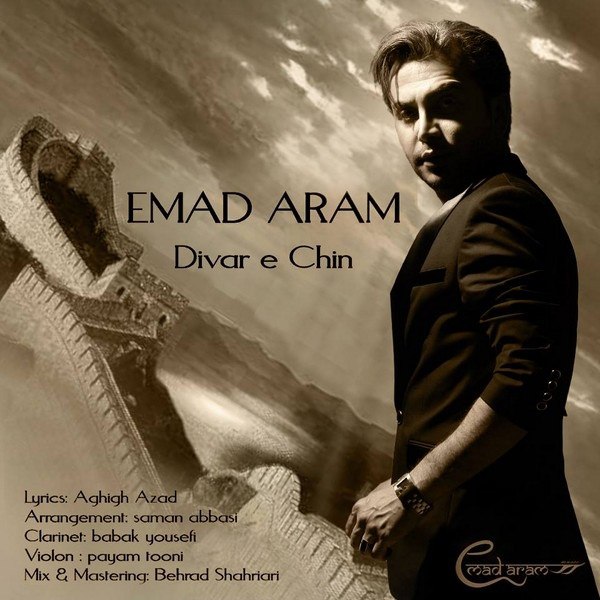 EMAD ARAM
Divar e Chin
Lyrics: Aghigh Azad
Arrangement: saman abbasi
Clarinet: babak yousefi
Violon : payam tooni
Mix & Mastering: Behrad Shahriari
emad aram